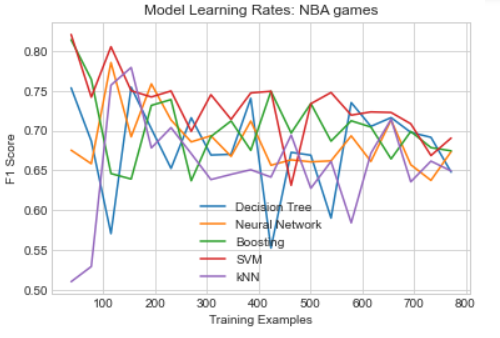 Model Learning Rates: NBA games
F1 Score
0.80
0.75
0.70
0.65
0.60
0.55
0.50
Decision Tree
Neural Network
Boosting
SVM
kNN
100 200 300 400 500 600 700 800
Training Examples